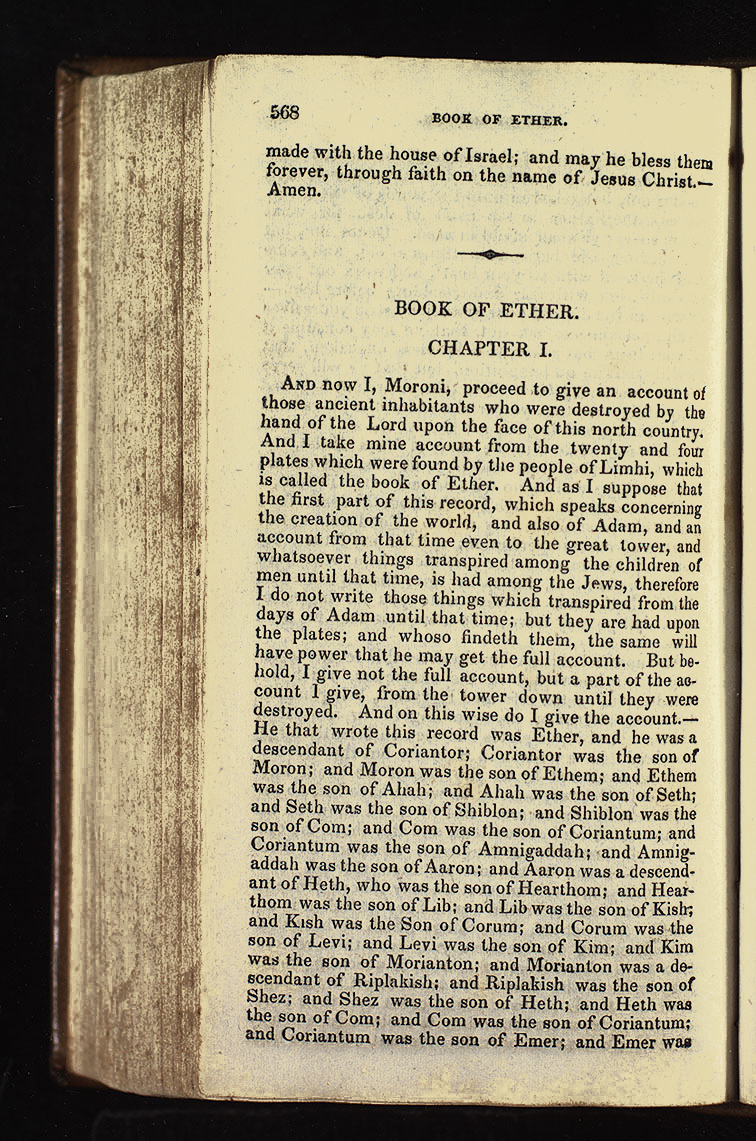 568 BOOK OF ETHER.
made with the house of Israel; and may he bless them
forever, through faith on the name of Jesus Christ.—
Amen.
BOOK OF ETHER.
CHAPTER I.
AND now I, Moroni, proceed to give an account of
those ancient inhabitants who were destroyed by the
hand of the Lord upon the face of this north country.
And I take mine account from the twenty and four
plates which were found by the people of Limhi, which
is called the book of Ether. And as I suppose that
the first part of this record, which speaks concerning
the creation of the world, and also of Adam, and an
account from that time even to the great tower, and
whatsoever things transpired among the children of
men until that time, is had among the Jews, therefore
I do not write those things which transpired from the
days of Adam until that time; but they are had upon
the plates; and whoso findeth them, the same will
have power that he may get the full account. But be-
hold, I give not the full account, but a part of the ac-
count I give, from the tower down until they were
destroyed. And on this wise do I give the account.—
He that wrote this record was Ether, and he was a
descendant of Coriantor; Coriantor was the son of
Moron; and Moron was the son of Ethem; and Ethem
was the son of Ahah; and Ahah was the son of Seth;
and Seth was the son of Shiblon; and Shiblon was the
son of Com; and Com was the son of Coriantum; and
Coriantum was the son of Amnigaddah; and Amnig-
addah was the son of Aaron; and Aaron was a descend-
ant of Heth, who was the son of Hearthom; and Hear-
thom was the son of Lib; and Lib was the son of Kish;
and Kish was the Son of Corum; and Corum was the
son of Levi; and Levi was the son of Kim; and Kim
was the son of Morianton; and Morianton was a de-
scendant of Riplakish; and Riplakish was the son of
Shez; and Shez was the son of Heth; and Heth was
the son of Com; and Com was the son of Coriantum;
and Coriantum was the son of Emer; and Emer was